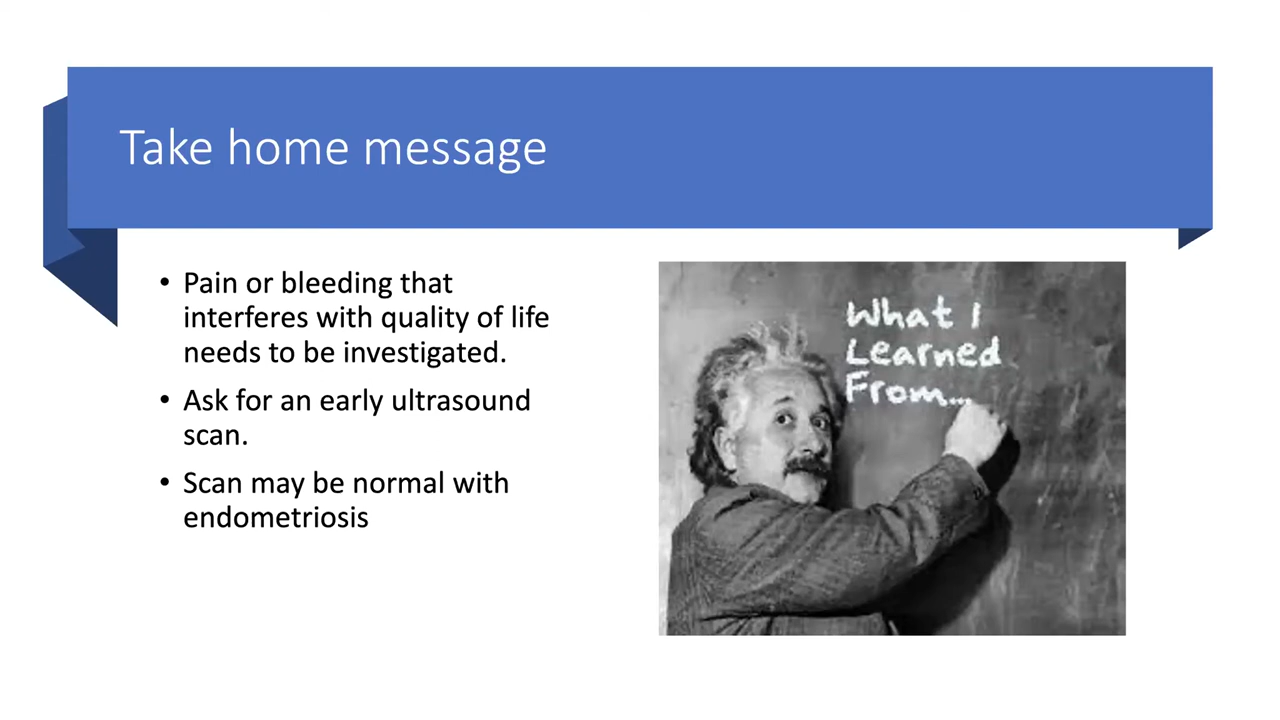 Take home message
• Pain or bleeding that
interferes with quality of life
needs to be investigated.
• Ask for an early ultrasound
scan.
• Scan may be normal with
endometriosis
What I
Learned
From...